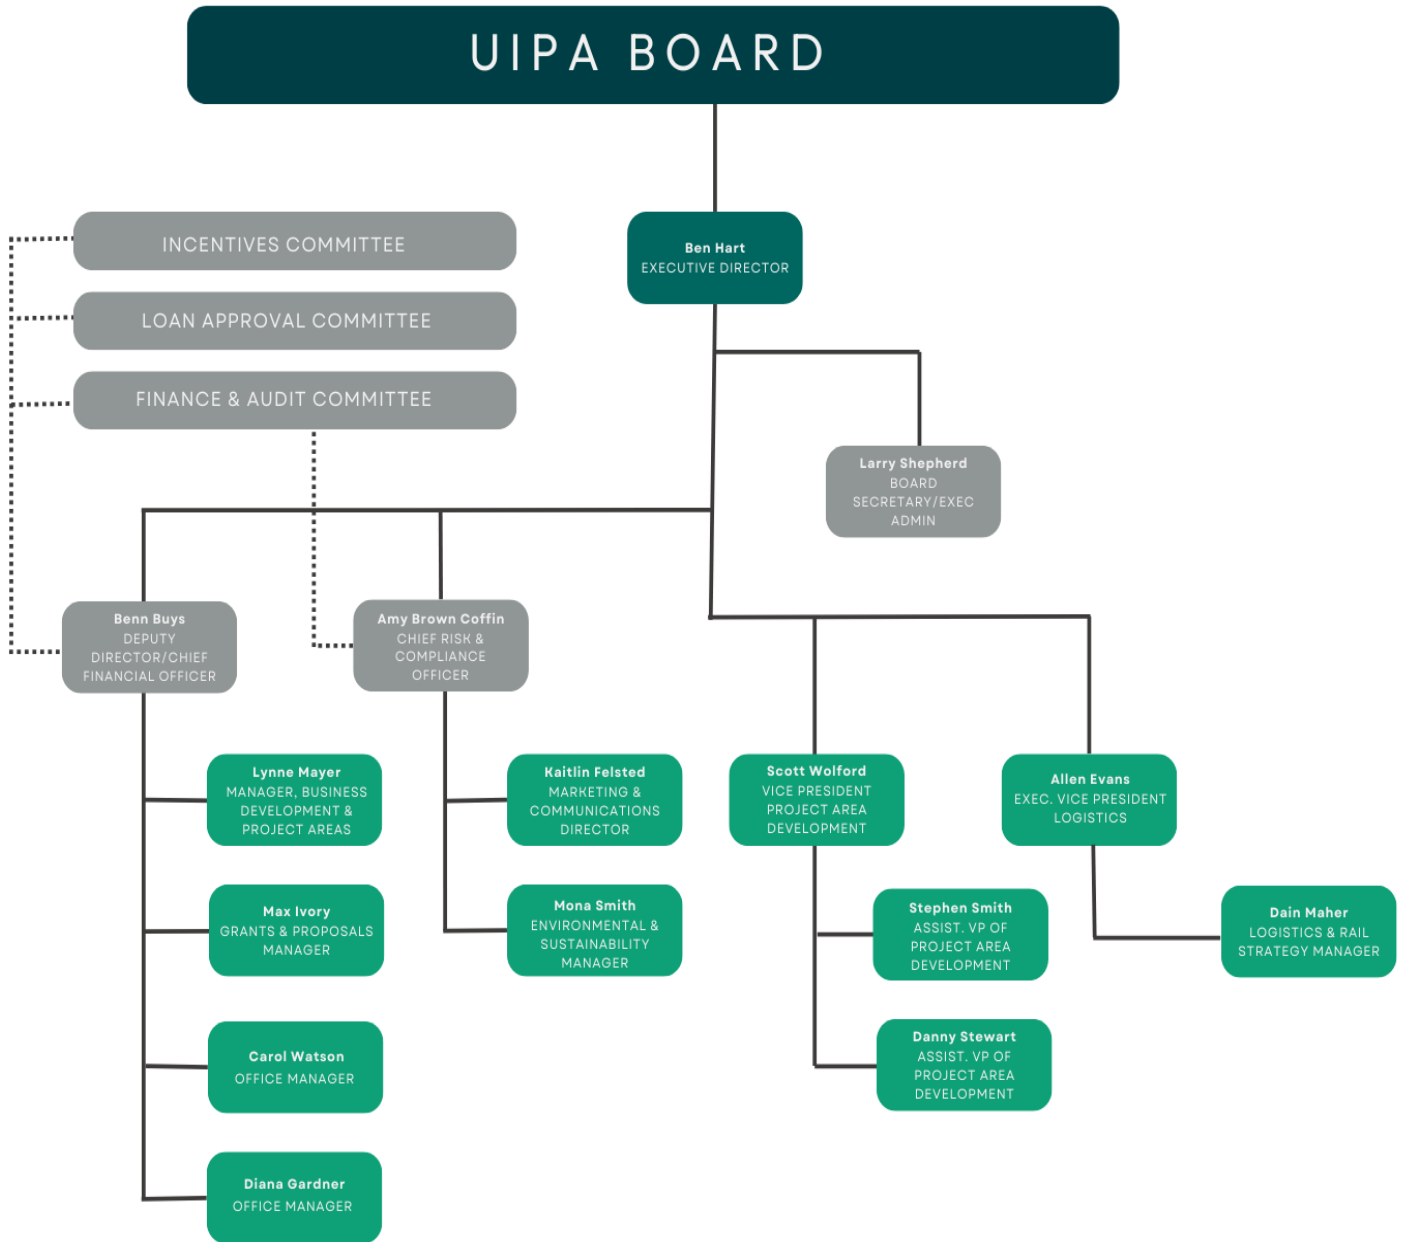 UIPA BOARD
INCENTIVES COMMITTEE
LOAN APPROVAL COMMITTEE
FINANCE & AUDIT COMMITTEE
Ben Hart
EXECUTIVE DIRECTOR
Larry Shepherd
BOARD
SECRETARY/EXEC
ADMIN
Benn Buys
DEPUTY
DIRECTOR/CHIEF
FINANCIAL OFFICER
Amy Brown Coffin
CHIEF RISK &
COMPLIANCE
OFFICER
Lynne Mayer
MANAGER, BUSINESS
DEVELOPMENT &
PROJECT AREAS
Kaitlin Felsted
MARKETING &
COMMUNICATIONS
DIRECTOR
Scott Wolford
VICE PRESIDENT
PROJECT AREA
DEVELOPMENT
Allen Evans
EXEC. VICE PRESIDENT
LOGISTICS
Max Ivory
GRANTS & PROPOSALS
MANAGER
Mona Smith
ENVIRONMENTAL &
SUSTAINABILITY
MANAGER
Stephen Smith
ASSIST. VP OF
PROJECT AREA
DEVELOPMENT
Dain Maher
LOGISTICS & RAIL
STRATEGY MANAGER
Carol Watson
OFFICE MANAGER
Danny Stewart
ASSIST. VP OF
PROJECT AREA
DEVELOPMENT
Diana Gardner
OFFICE MANAGER